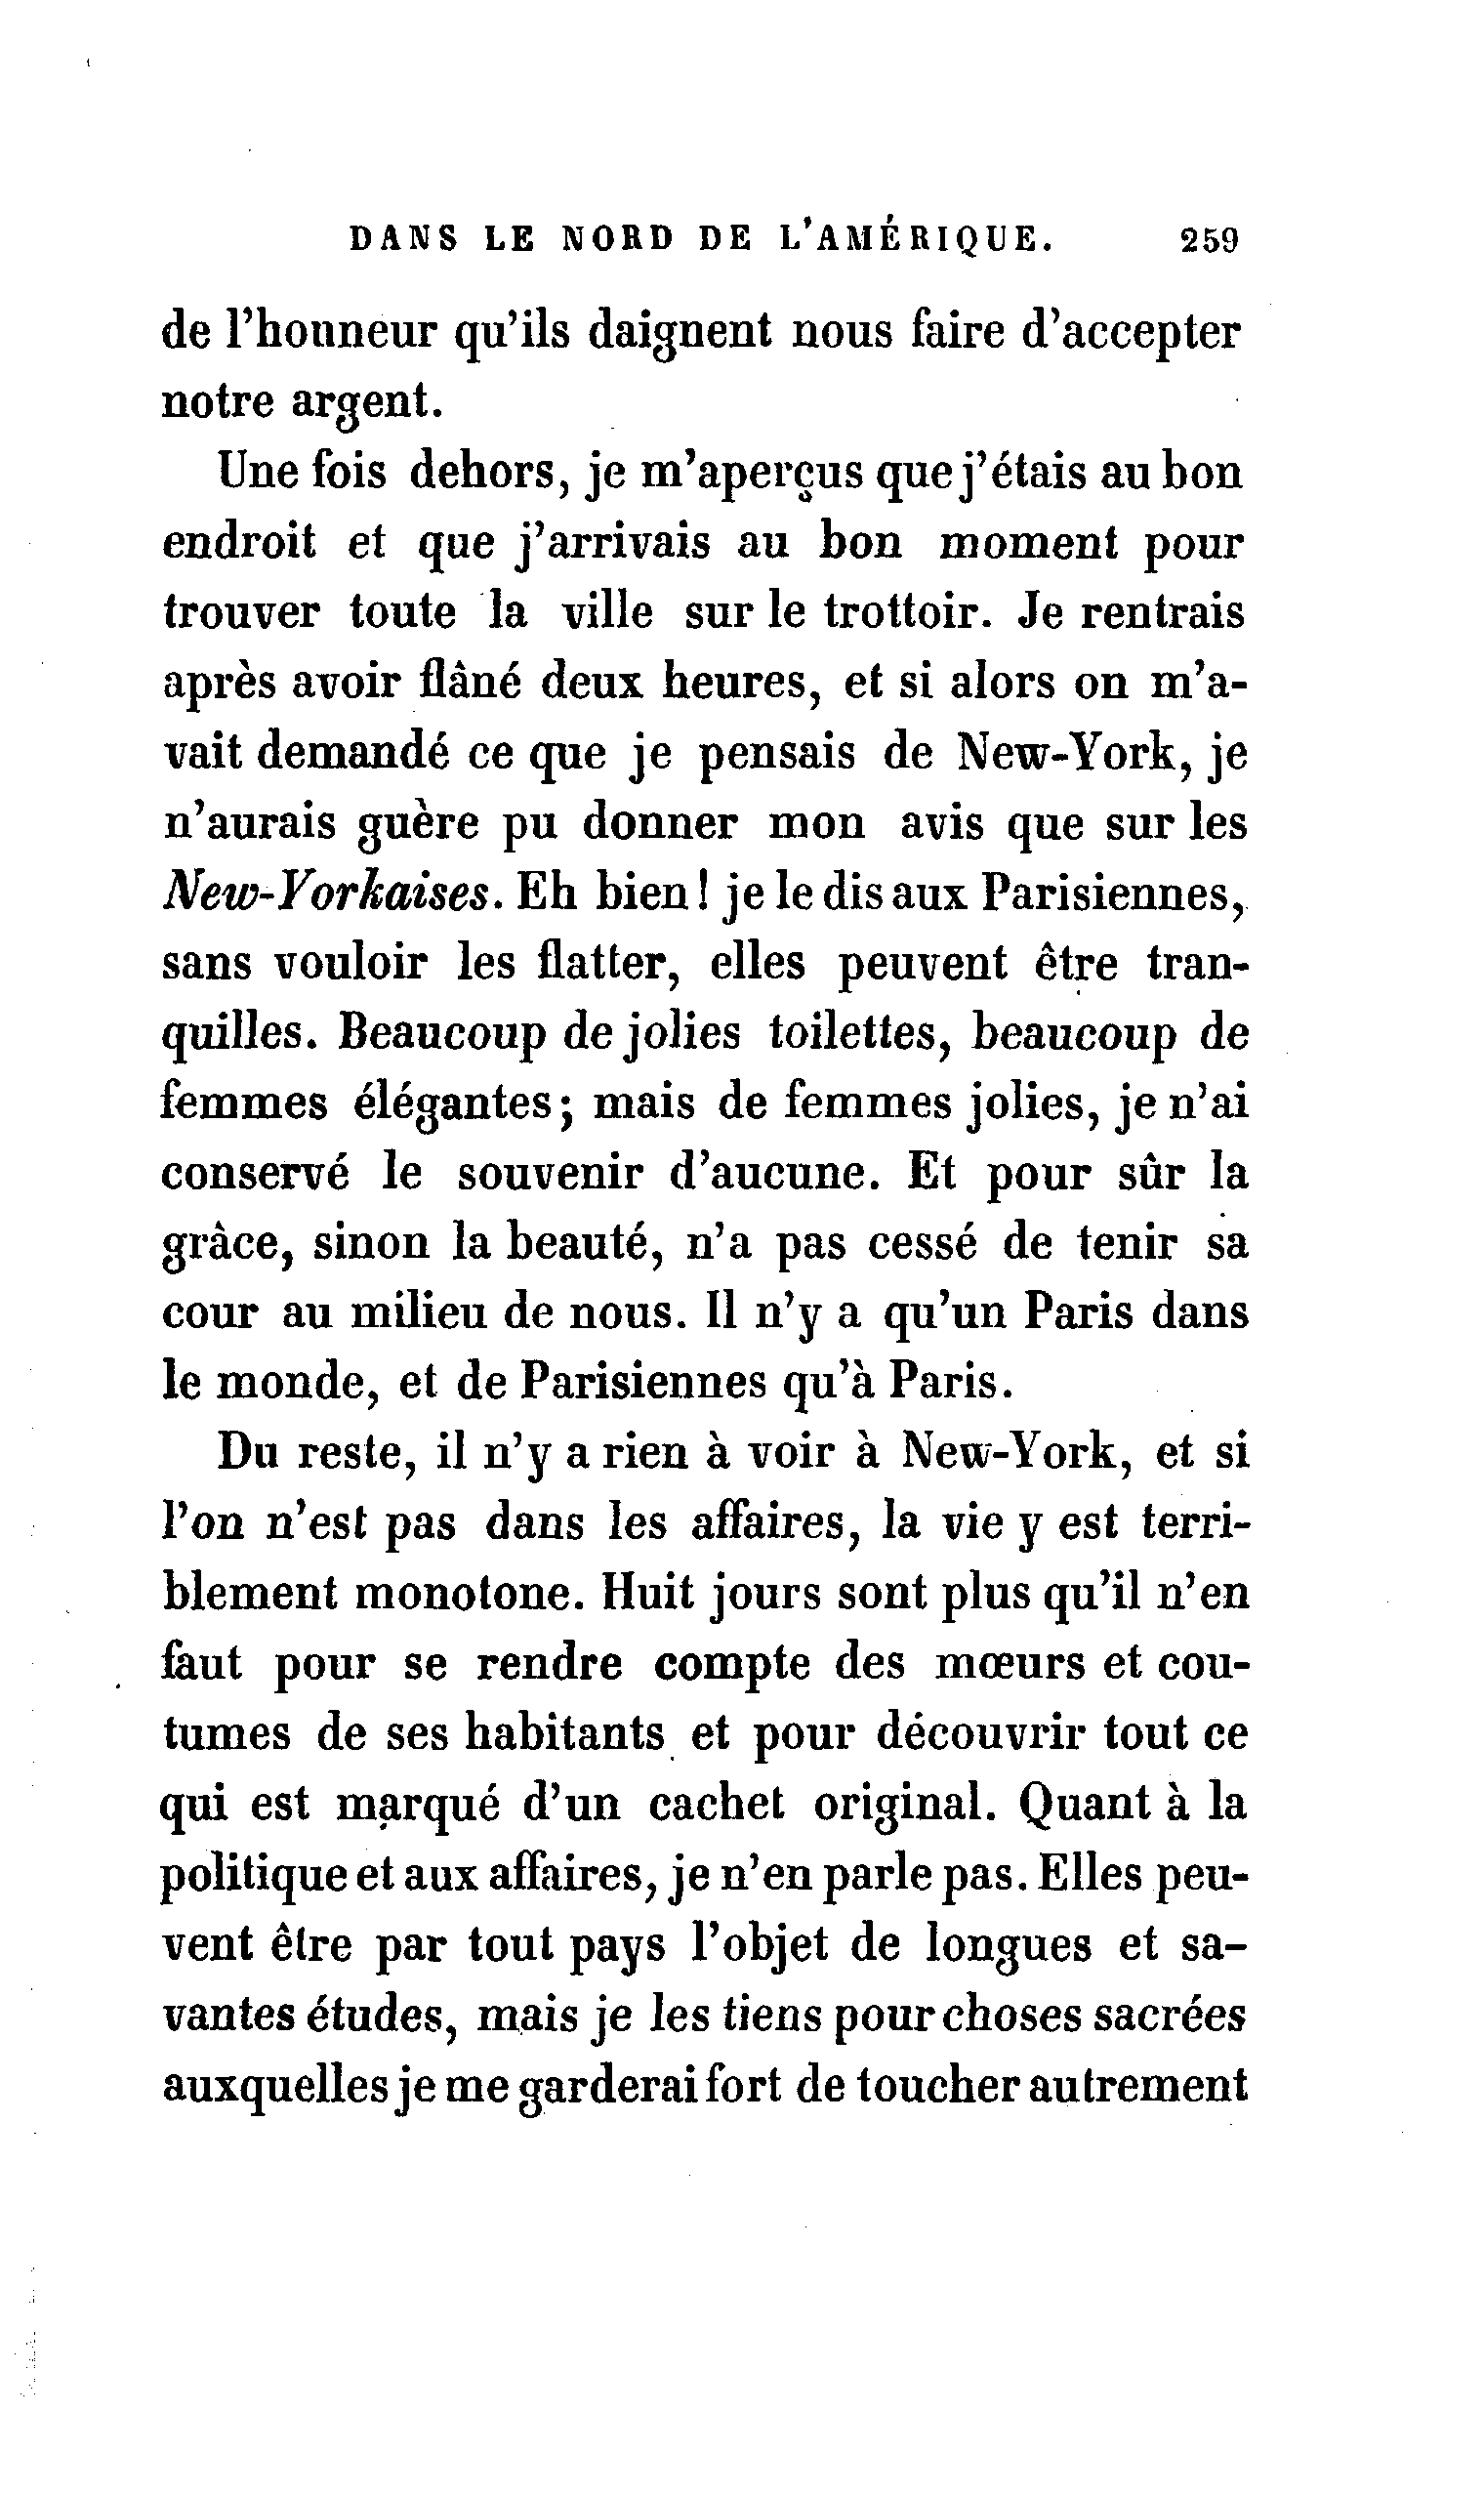 DANS LE NORD DE L'AMÉRIQUE. 259
de l'honneur qu'ils daignent nous faire d'accepter
notre argent.
Une fois dehors, je m'aperçus que j'étais au bon
endroit et que j'arrivais au bon moment pour
trouver toute la ville sur le trottoir. Je rentrais
après avoir flâné deux heures, et si alors on m'a-
vait demandé ce que je pensais de New-York, je
n'aurais guère pu donner mon avis que sur les
New-Yorkaises. Eh bien! je le dis aux Parisiennes,
sans vouloir les flatter, elles peuvent être tran-
quilles. Beaucoup de jolies toilettes, beaucoup de
femmes élégantes; mais de femmes jolies, je n'ai
conservé le souvenir d'aucune. Et pour sûr la
grâce, sinon la beauté, n'a pas cessé de tenir sa
cour au milieu de nous. Il n'y a qu'un Paris dans
le monde, et de Parisiennes qu'à Paris.
Du reste, il n'y a rien à voir à New-York, et si
l'on n'est pas dans les affaires, la vie y est terri-
blement monotone. Huit jours sont plus qu'il n'en
faut pour se rendre compte des mœurs et cou-
tumes de ses habitants et pour découvrir tout ce
qui est marqué d'un cachet original. Quant à la
politique et aux affaires, je n'en parle pas. Elles peu-
vent être par tout pays l'objet de longues et sa-
vantes études, mais je les tiens pour choses sacrées
auxquelles je me garderai fort de toucher autrement